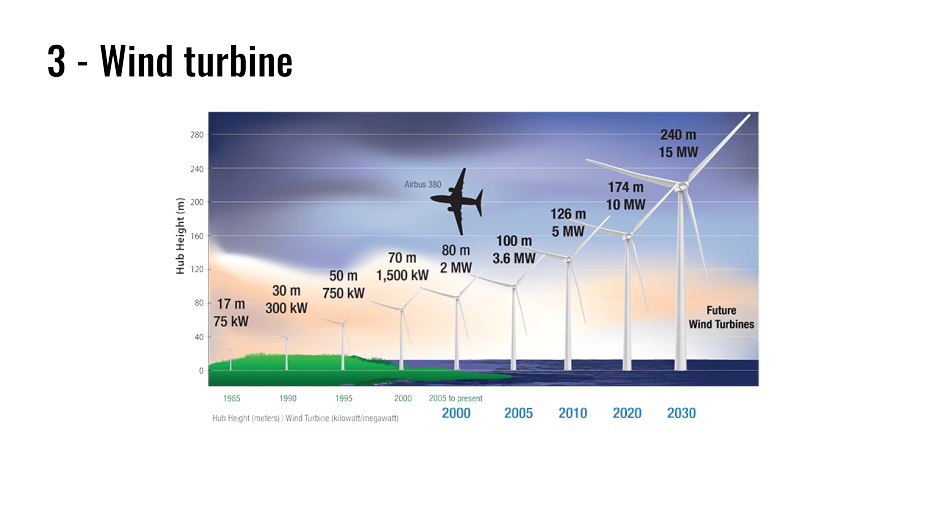 3 - Wind turbine
Hub Height (m)
280
240
200
160
120
80
40
0
Airbus 380
17 m
75 kW
30 m
300 kW
50 m
750 kW
70 m
1,500 kW
80 m
2 MW
100 m
3.6 MW
126 m
5 MW
174 m
10 MW
240 m
15 MW
Future
Wind Turbines
1985 1990 1995 2000 2005 to present
2000 2005 2010 2020 2030
Hub Height (meters) | Wind Turbine (kilowatt/megawatt)